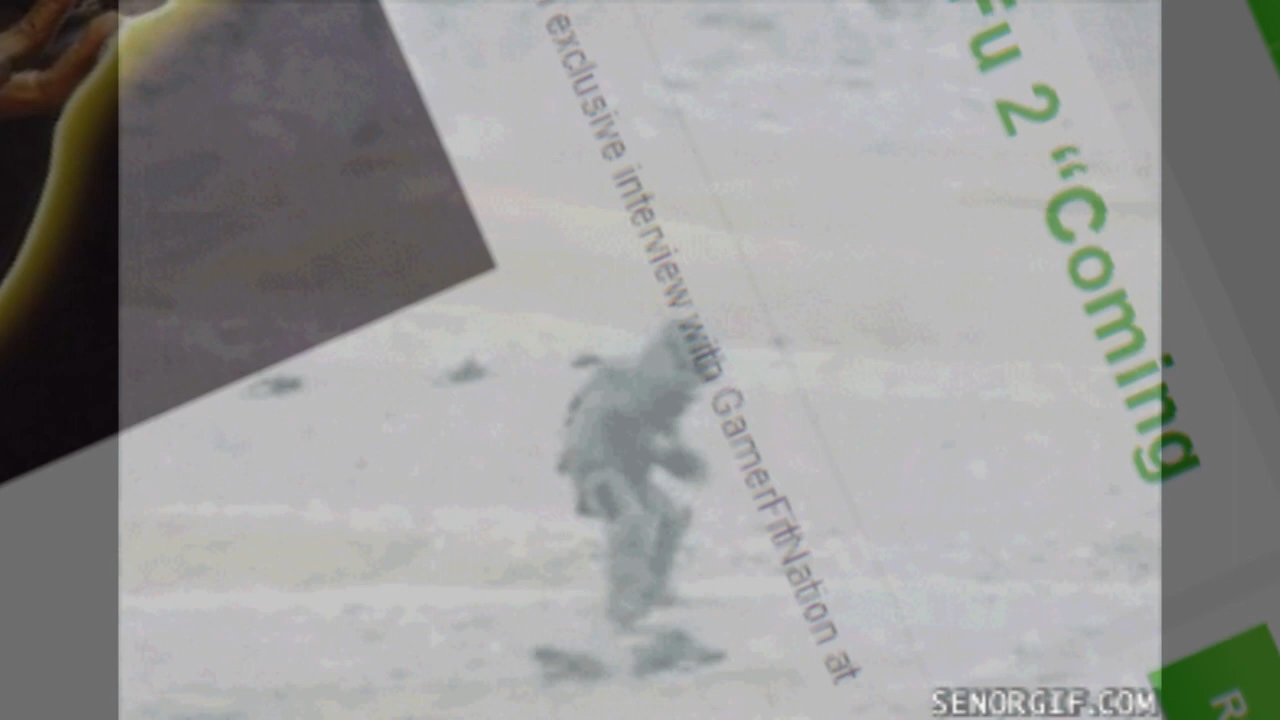 Fu 2 “Coming
exclusive interview with GamerFitNation at
SENORGIF.COM
R